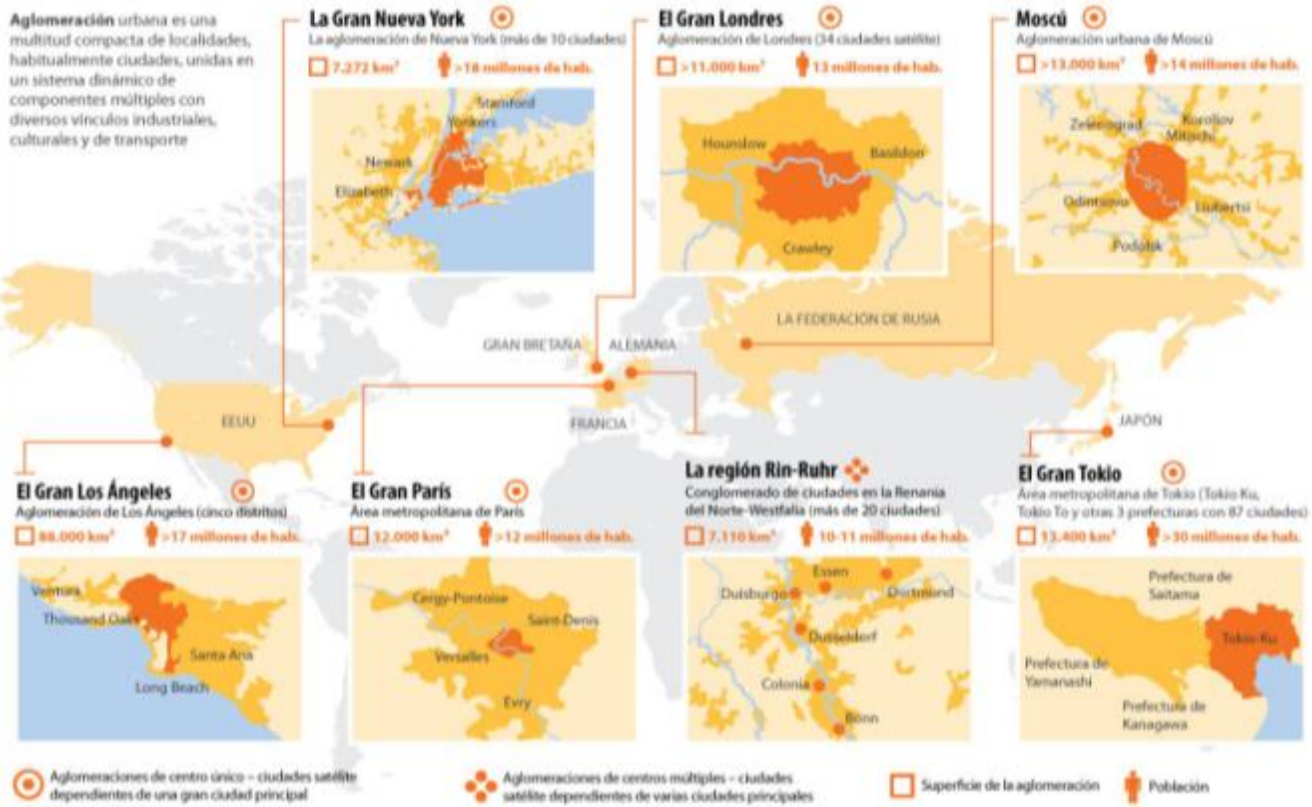 Aglomeración urbana es una
multitud compacta de localidades,
habitualmente ciudades, unidas en
un sistema dinámico de
componentes múltiples con
diversos vínculos industriales,
culturales y de transporte
La Gran Nueva York
La aglomeración de Nueva York (más de 10 ciudades)
7.272 km²
>18 millones de hab.
Stamford
Yonkers
Newark
Elizabeth
El Gran Londres
Aglomeración de Londres (34 ciudades satélite)
>11.000 km²
13 millones de hab.
Hounslow
Basildon
Crawley
Moscú
Aglomeración urbana de Moscú
>13.000 km²
>14 millones de hab.
Zelenograd
Koroliov
Mitischi
Odintsovo
Liubertsi
Podolsk
LA FEDERACIÓN DE RUSIA
GRAN BRETAÑA
ALEMANIA
EEUU
FRANCIA
JAPÓN
El Gran Los Ángeles
Aglomeración de Los Ángeles (cinco distritos)
88.000 km²
>17 millones de hab.
Ventura
Thousand Oaks
Santa Ana
Long Beach
El Gran París
Área metropolitana de París
12.000 km²
>12 millones de hab.
Cergy-Pontoise
Saint-Denis
Versalles
Evry
La región Rin-Ruhr
Conglomerado de ciudades en la Renania
del Norte-Westfalia (más de 20 ciudades)
7.110 km²
10-11 millones de hab.
Essen
Duisburgo
Dortmund
Dusseldorf
Colonia
Bonn
El Gran Tokio
Área metropolitana de Tokio (Tokio Ku,
Tokio To y otras 3 prefecturas con 87 ciudades)
13.400 km²
>30 millones de hab.
Prefectura de
Saitama
Tokio-Ku
Prefectura de
Yamanashi
Prefectura de
Kanagawa
Aglomeraciones de centro único – ciudades satélite
dependientes de una gran ciudad principal
Aglomeraciones de centros múltiples – ciudades
satélite dependientes de varias ciudades principales
Superficie de la aglomeración
Población